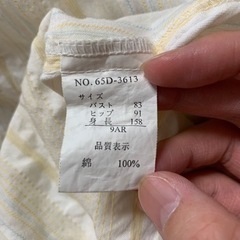 NO. 65D-3613
サイズ
バスト 83
ヒップ 91
身長 158
9AR
品質表示
綿 100%